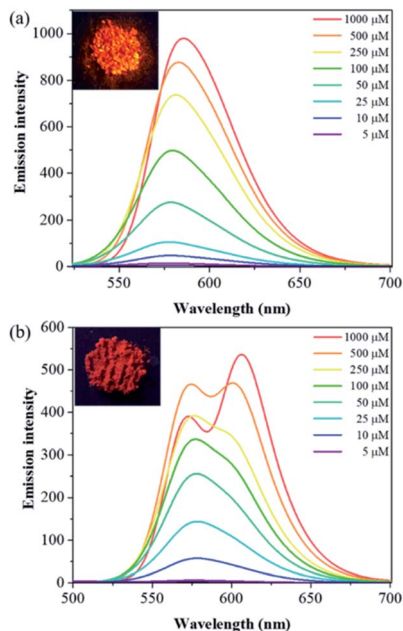 (a)
1000
800
600
400
200
0
Emission intensity
1000 μM
500 μM
250 μM
100 μM
50 μM
25 μM
10 μM
5 μM
550 600 650 700
Wavelength (nm)
(b)
600
500
400
300
200
100
0
Emission intensity
1000 μM
500 μM
250 μM
100 μM
50 μM
25 μM
10 μM
5 μM
500 550 600 650 700
Wavelength (nm)